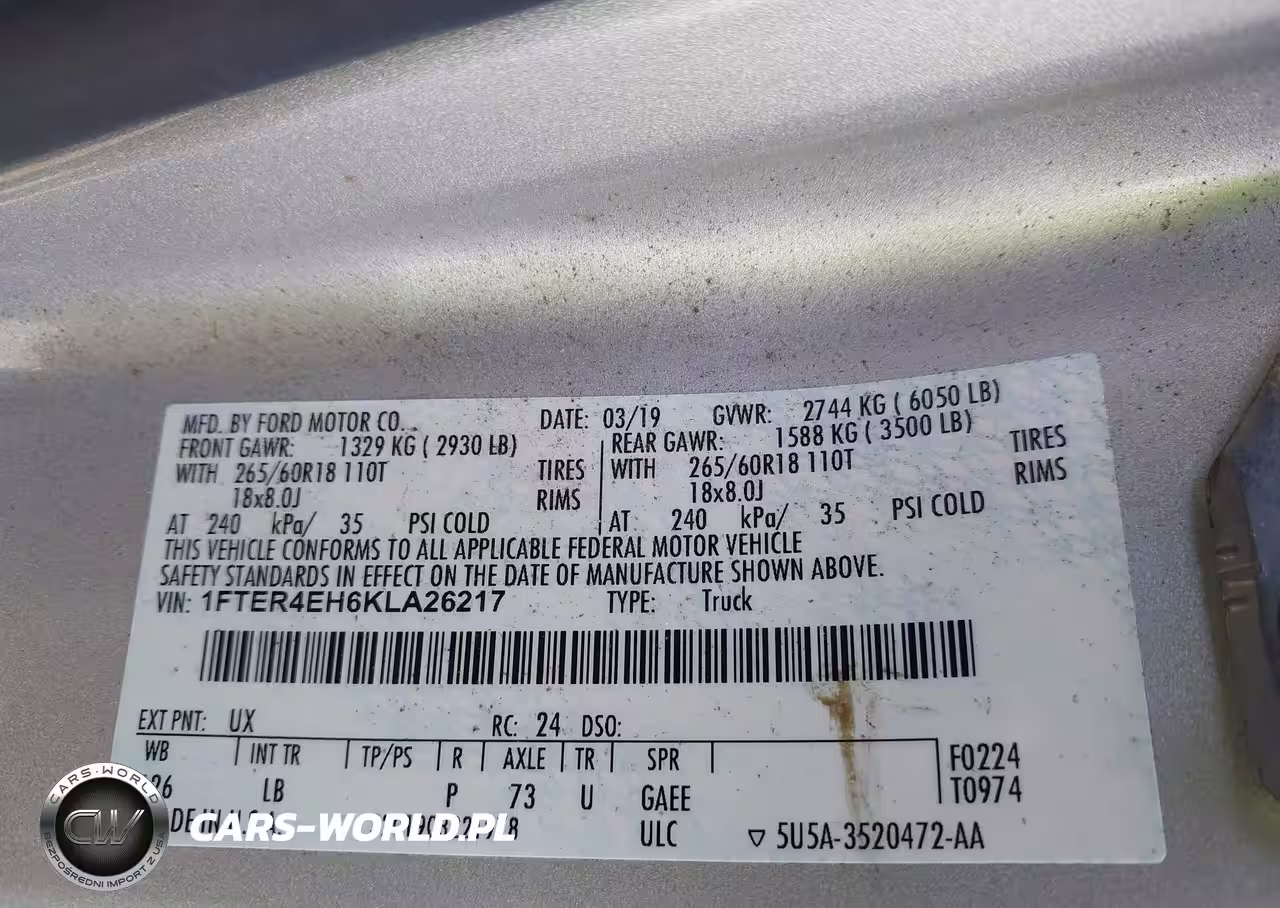 MFD. BY FORD MOTOR CO. DATE: 03/19 GVWR: 2744 KG ( 6050 LB)
FRONT GAWR: 1329 KG ( 2930 LB) REAR GAWR: 1588 KG ( 3500 LB)
WITH 265/60R18 110T TIRES WITH 265/60R18 110T TIRES
18x8.0J RIMS 18x8.0J RIMS
AT 240 kPa/ 35 PSI COLD AT 240 kPa/ 35 PSI COLD
THIS VEHICLE CONFORMS TO ALL APPLICABLE FEDERAL MOTOR VEHICLE
SAFETY STANDARDS IN EFFECT ON THE DATE OF MANUFACTURE SHOWN ABOVE.
VIN: 1FTER4EH6KLA26217 TYPE: Truck
EXT PNT: UX RC: 24 DSO:
WB INT TR TP/PS R AXLE TR SPR F0224
LB P 73 U GAEE T0974
ULC ▽ 5U5A-3520472-AA
CARS-WORLD.PL
CARS-WORLD
CW
BEZPOŚREDNI IMPORT Z USA